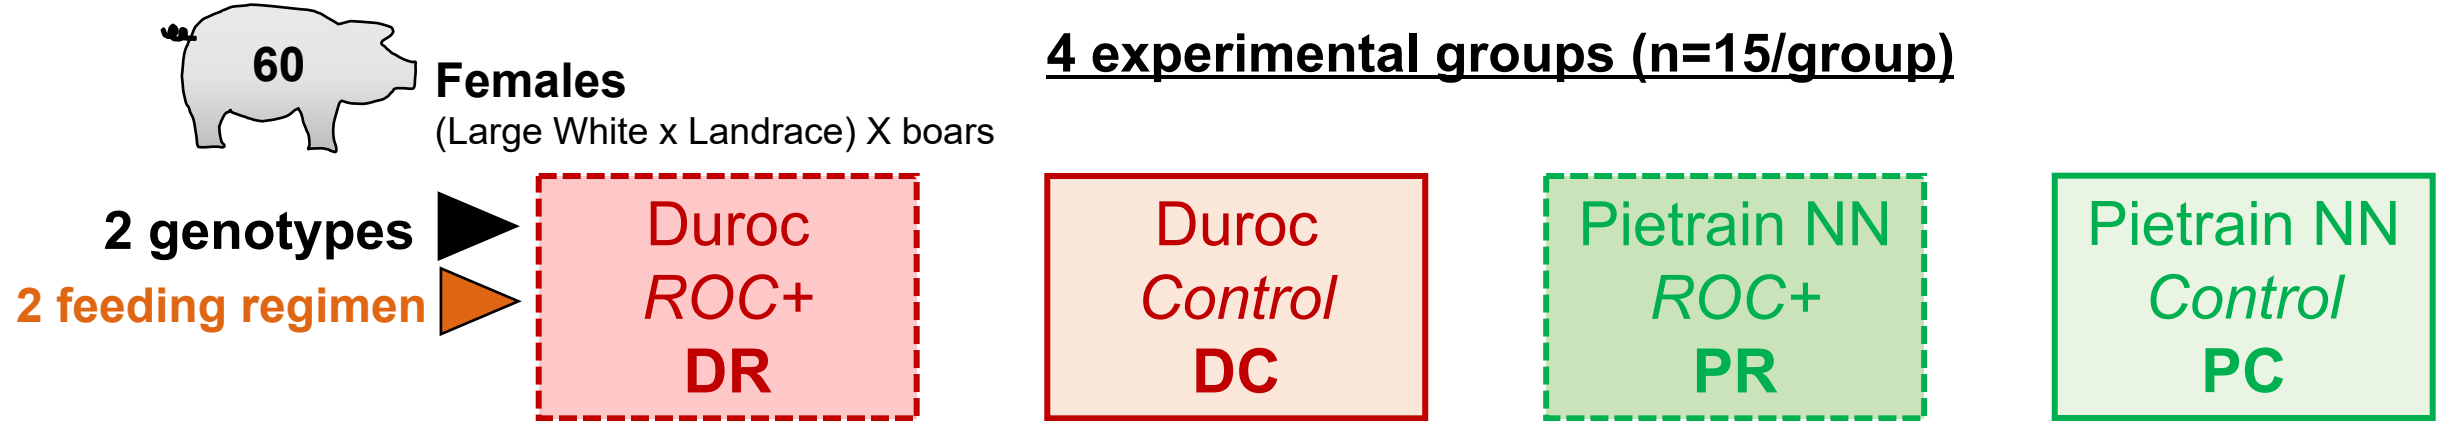 60
Females
(Large White x Landrace) X boars
4 experimental groups (n=15/group)
2 genotypes
2 feeding regimen
Duroc
ROC+
DR
Duroc
Control
DC
Pietrain NN
ROC+
PR
Pietrain NN
Control
PC